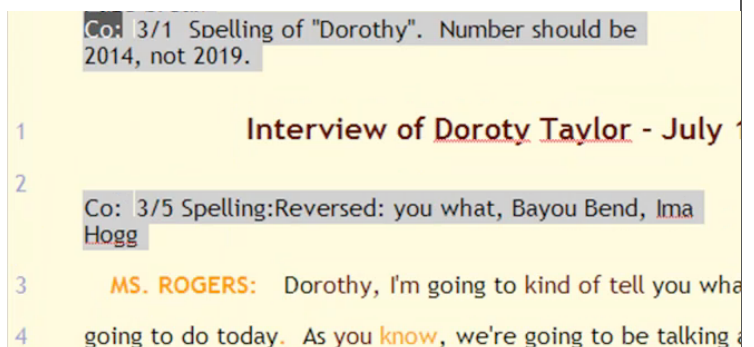 Co: 3/1 Spelling of "Dorothy". Number should be
2014, not 2019.
1 Interview of Doroty Taylor - July 1
2
Co: 3/5 Spelling:Reversed: you what, Bayou Bend, Ima
Hogg
3 MS. ROGERS: Dorothy, I'm going to kind of tell you wha
4 going to do today. As you know, we're going to be talking a